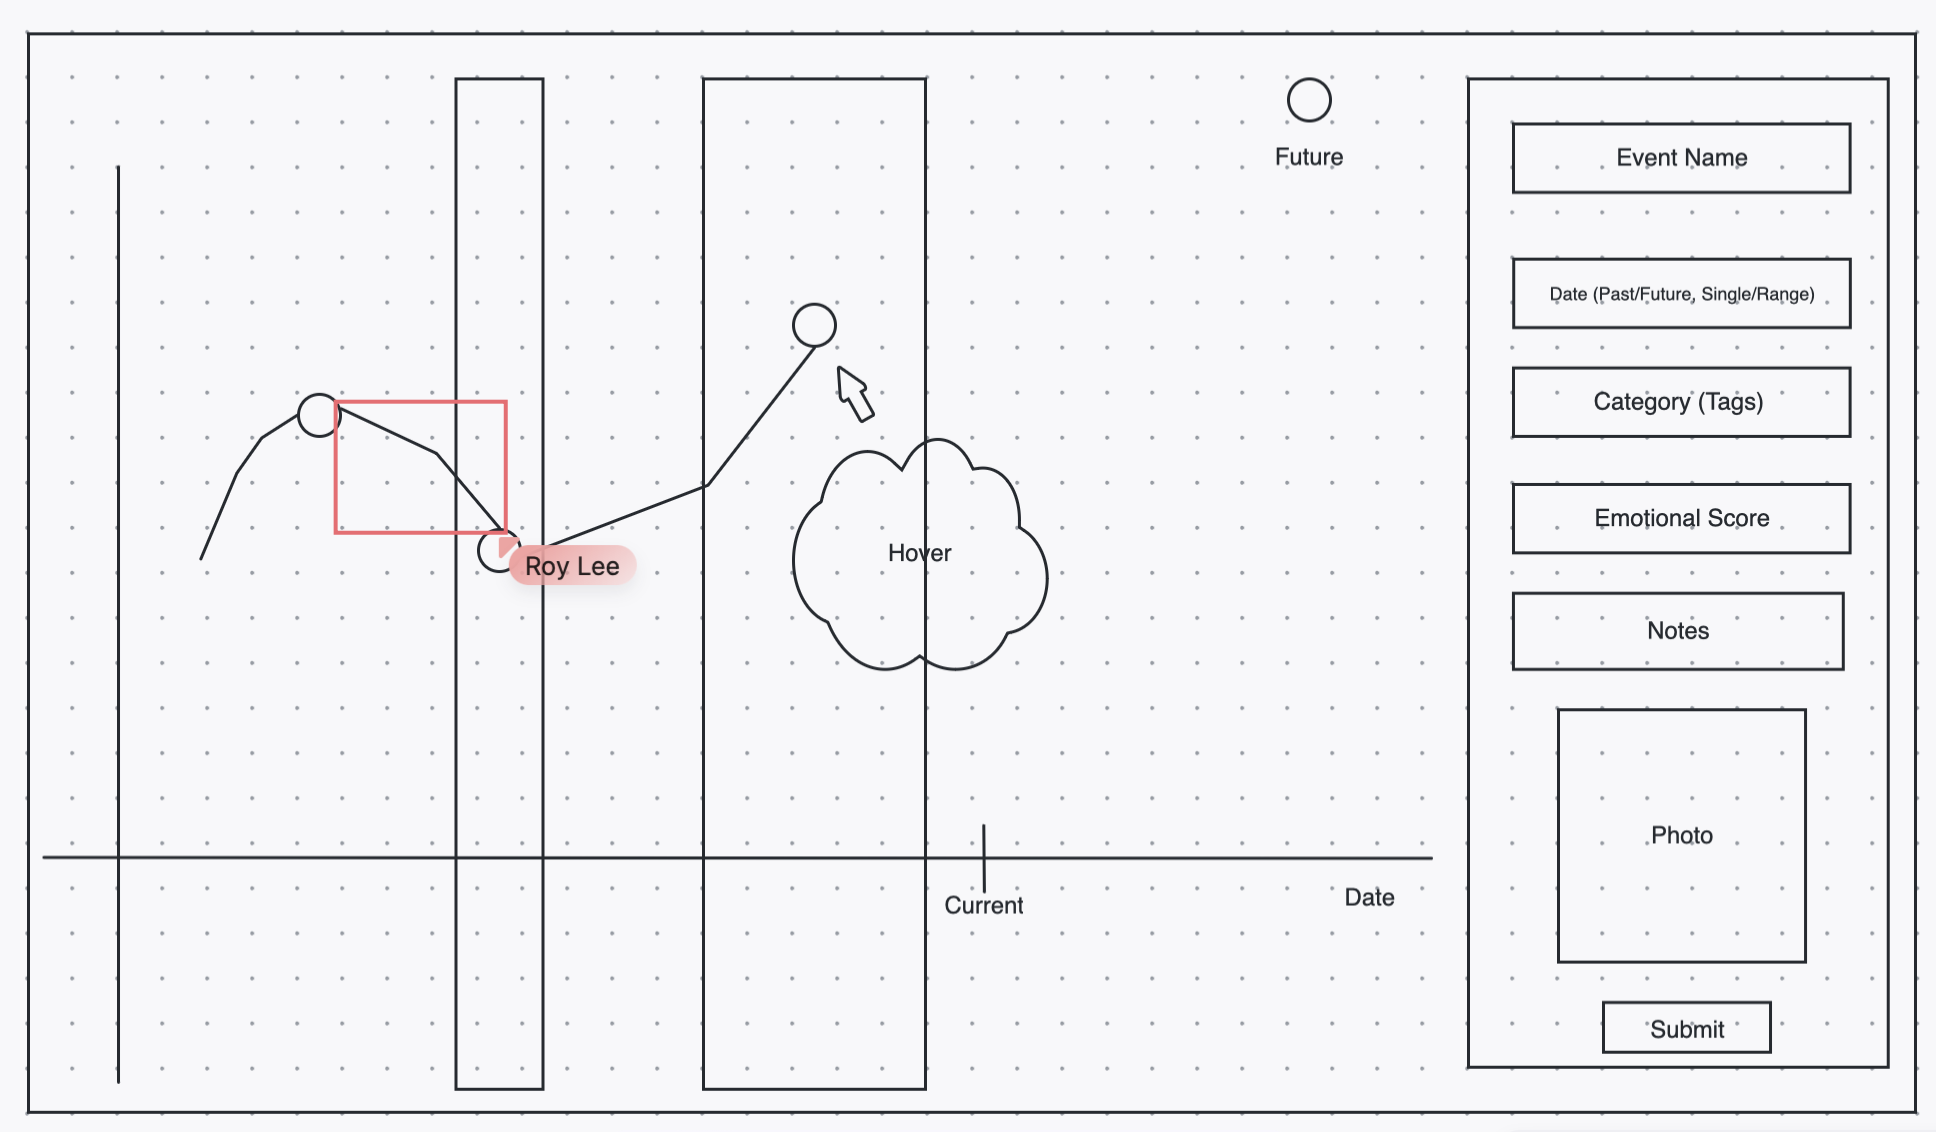 Future
Event Name
Date (Past/Future, Single/Range)
Category (Tags)
Emotional Score
Hover
Roy Lee
Notes
Photo
Date
Current
Submit